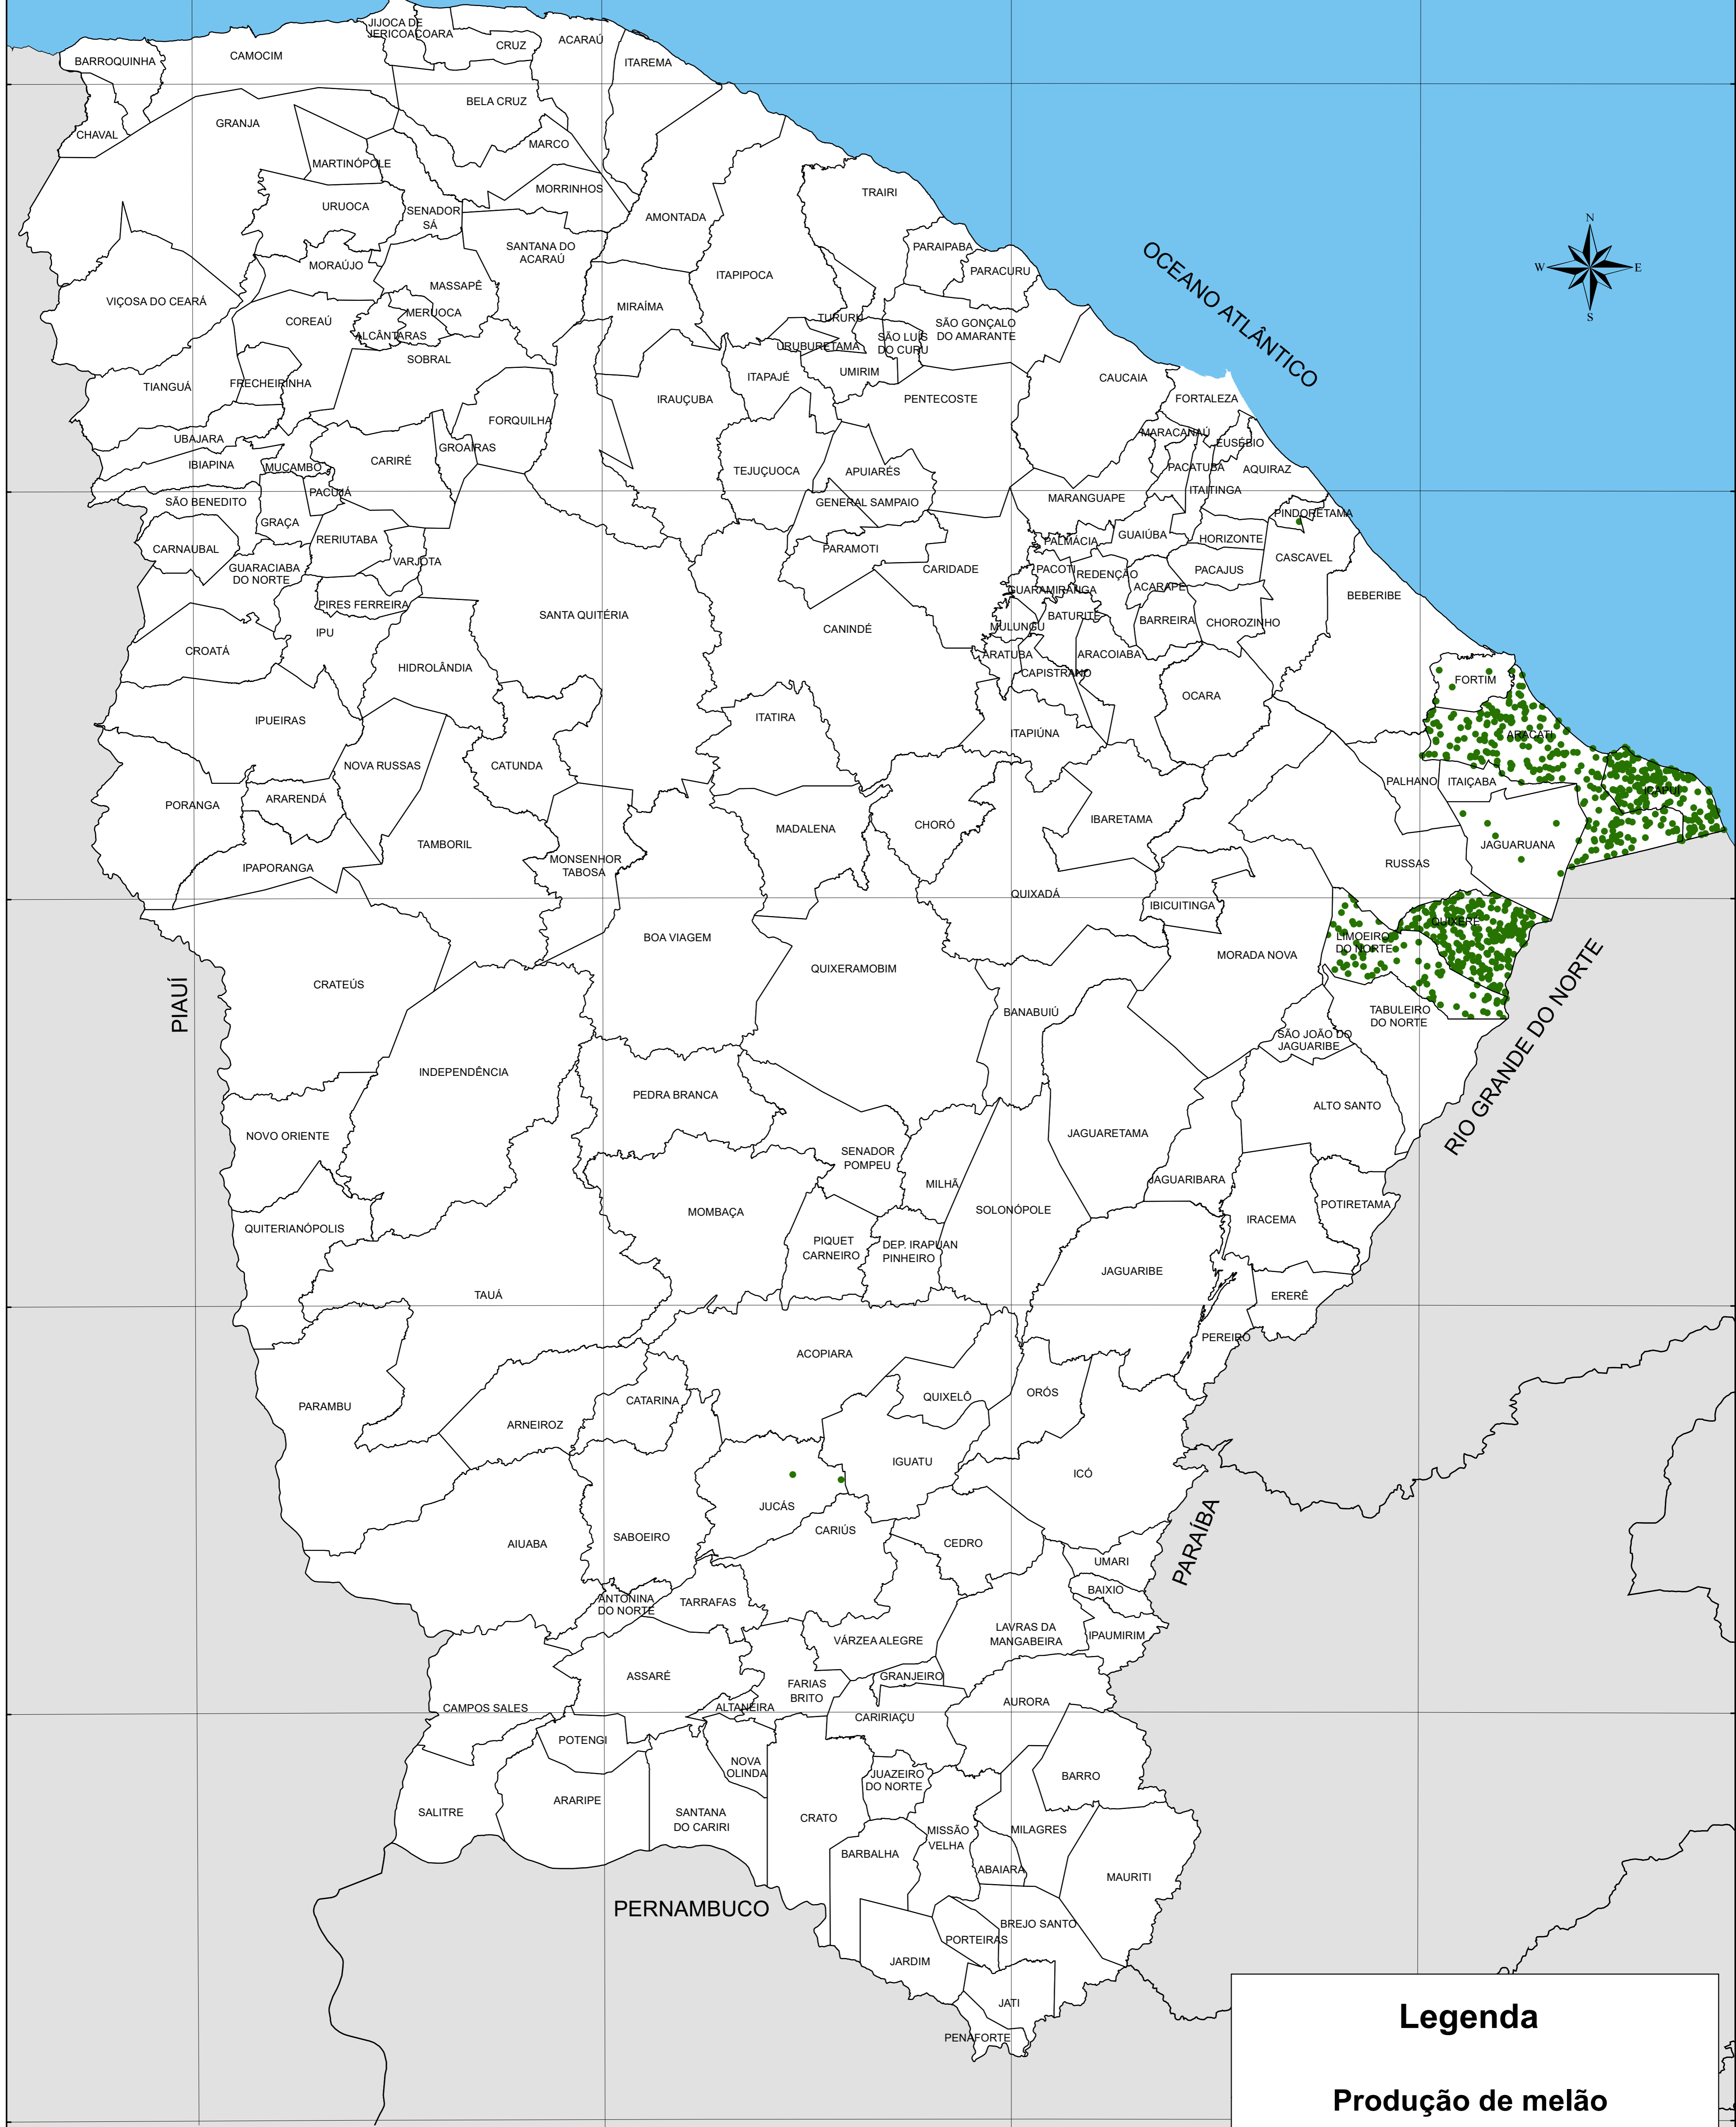 JIJOCA DE
JERICOACOARA
CRUZ
ACARAÚ
BARROQUINHA
CAMOCIM
ITAREMA
BELA CRUZ
CHAVAL
GRANJA
MARCO
MARTINÓPOLE
MORRINHOS
TRAIRI
URUOCA
SENADOR
SÁ
AMONTADA
SANTANA DO
ACARAÚ
PARAIPABA
MORAÚJO
ITAPIPOCA
PARACURU
OCEANO ATLÂNTICO
N
W
E
S
MASSAPÊ
VIÇOSA DO CEARÁ
MIRAÍMA
MERUOCA
COREAÚ
TURURU
SÃO GONÇALO
DO AMARANTE
ALCÂNTARAS
SÃO LUÍS
DO CURU
URUBURETAMA
SOBRAL
UMIRIM
ITAPAJÉ
CAUCAIA
TIANGUÁ
FRECHEIRINHA
IRAUÇUBA
PENTECOSTE
FORTALEZA
FORQUILHA
MARACANAÚ
UBAJARA
EUSÉBIO
GROAÍRAS
IBIAPINA
MUCAMBO
CARIRÉ
TEJUÇUOCA
APUIARÉS
PACATUBA
AQUIRAZ
ITAITINGA
PACUJÁ
MARANGUAPE
SÃO BENEDITO
GENERAL SAMPAIO
PINDORETAMA
GRAÇA
GUAIÚBA
HORIZONTE
RERIUTABA
PALMÁCIA
CARNAUBAL
PARAMOTI
CASCAVEL
VARJOTA
GUARACIABA
DO NORTE
CARIDADE
PACOTI
REDENÇÃO
PACAJUS
ACARAPE
GUARAMIRANGA
BEBERIBE
PIRES FERREIRA
SANTA QUITÉRIA
BATURITÉ
BARREIRA
CHOROZINHO
MULUNGU
CANINDÉ
IPU
CROATÁ
ARATUBA
ARACOIABA
HIDROLÂNDIA
CAPISTRANO
FORTIM
OCARA
ITATIRA
IPUEIRAS
ITAPIÚNA
ARACATI
NOVA RUSSAS
CATUNDA
PALHANO
ITAIÇABA
ICAPUÍ
ARARENDÁ
PORANGA
IBARETAMA
CHORÓ
MADALENA
TAMBORIL
JAGUARUANA
MONSENHOR
TABOSA
RUSSAS
IPAPORANGA
QUIXADÁ
IBICUITINGA
QUIXERÉ
BOA VIAGEM
LIMOEIRO
DO NORTE
MORADA NOVA
QUIXERAMOBIM
CRATEÚS
PIAUÍ
BANABUIÚ
TABULEIRO
DO NORTE
RIO GRANDE DO NORTE
SÃO JOÃO DO
JAGUARIBE
INDEPENDÊNCIA
PEDRA BRANCA
ALTO SANTO
NOVO ORIENTE
JAGUARETAMA
SENADOR
POMPEU
JAGUARIBARA
MILHÃ
POTIRETAMA
MOMBAÇA
SOLONÓPOLE
IRACEMA
QUITERIANÓPOLIS
PIQUET
CARNEIRO
DEP. IRAPUAN
PINHEIRO
JAGUARIBE
TAUÁ
ERERÊ
PEREIRO
ACOPIARA
QUIXELÔ
ORÓS
CATARINA
PARAMBU
ARNEIROZ
IGUATU
ICÓ
JUCÁS
CARIÚS
SABOEIRO
AIUABA
CEDRO
PARAÍBA
UMARI
BAIXIO
ANTONINA
DO NORTE
TARRAFAS
LAVRAS DA
MANGABEIRA
IPAUMIRIM
VÁRZEA ALEGRE
ASSARÉ
GRANJEIRO
FARIAS
BRITO
AURORA
CAMPOS SALES
ALTANEIRA
CARIRIAÇU
POTENGI
NOVA
OLINDA
JUAZEIRO
DO NORTE
BARRO
ARARIPE
SALITRE
SANTANA
DO CARIRI
CRATO
MILAGRES
MISSÃO
VELHA
BARBALHA
ABAIARA
MAURITI
PERNAMBUCO
BREJO SANTO
PORTEIRAS
JARDIM
JATI
PENAFORTE
Legenda
Produção de melão